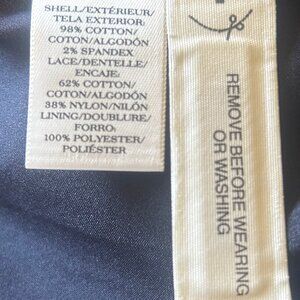 SHELL/EXTÉRIEUR/
TELA EXTERIOR:
98% COTTON/
COTON/ALGODÓN
2% SPANDEX
LACE/DENTELLE/
ENCAJE:
62% COTTON/
COTON/ALGODÓN
38% NYLON/NILÓN
LINING/DOUBLURE/
FORRO:
100% POLYESTER/
POLIÉSTER
REMOVE BEFORE WEARING
OR WASHING